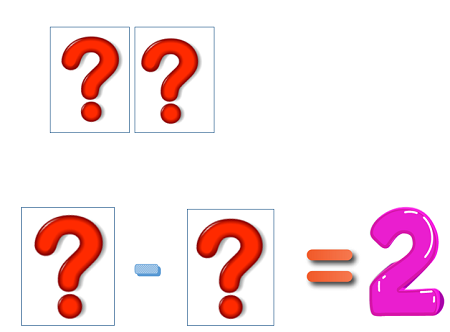 ? ?
? - ? = 2